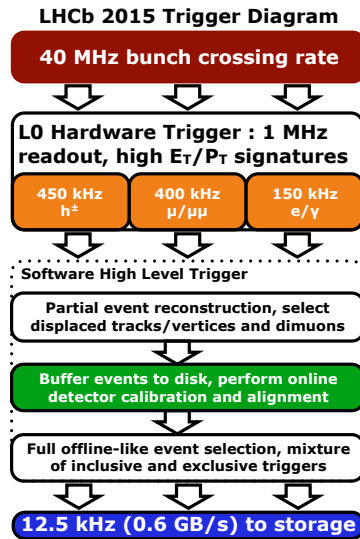 LHCb 2015 Trigger Diagram
40 MHz bunch crossing rate
L0 Hardware Trigger : 1 MHz
readout, high E_T/P_T signatures
450 kHz
h±
400 kHz
μ/μμ
150 kHz
e/γ
Software High Level Trigger
Partial event reconstruction, select
displaced tracks/vertices and dimuons
Buffer events to disk, perform online
detector calibration and alignment
Full offline-like event selection, mixture
of inclusive and exclusive triggers
12.5 kHz (0.6 GB/s) to storage